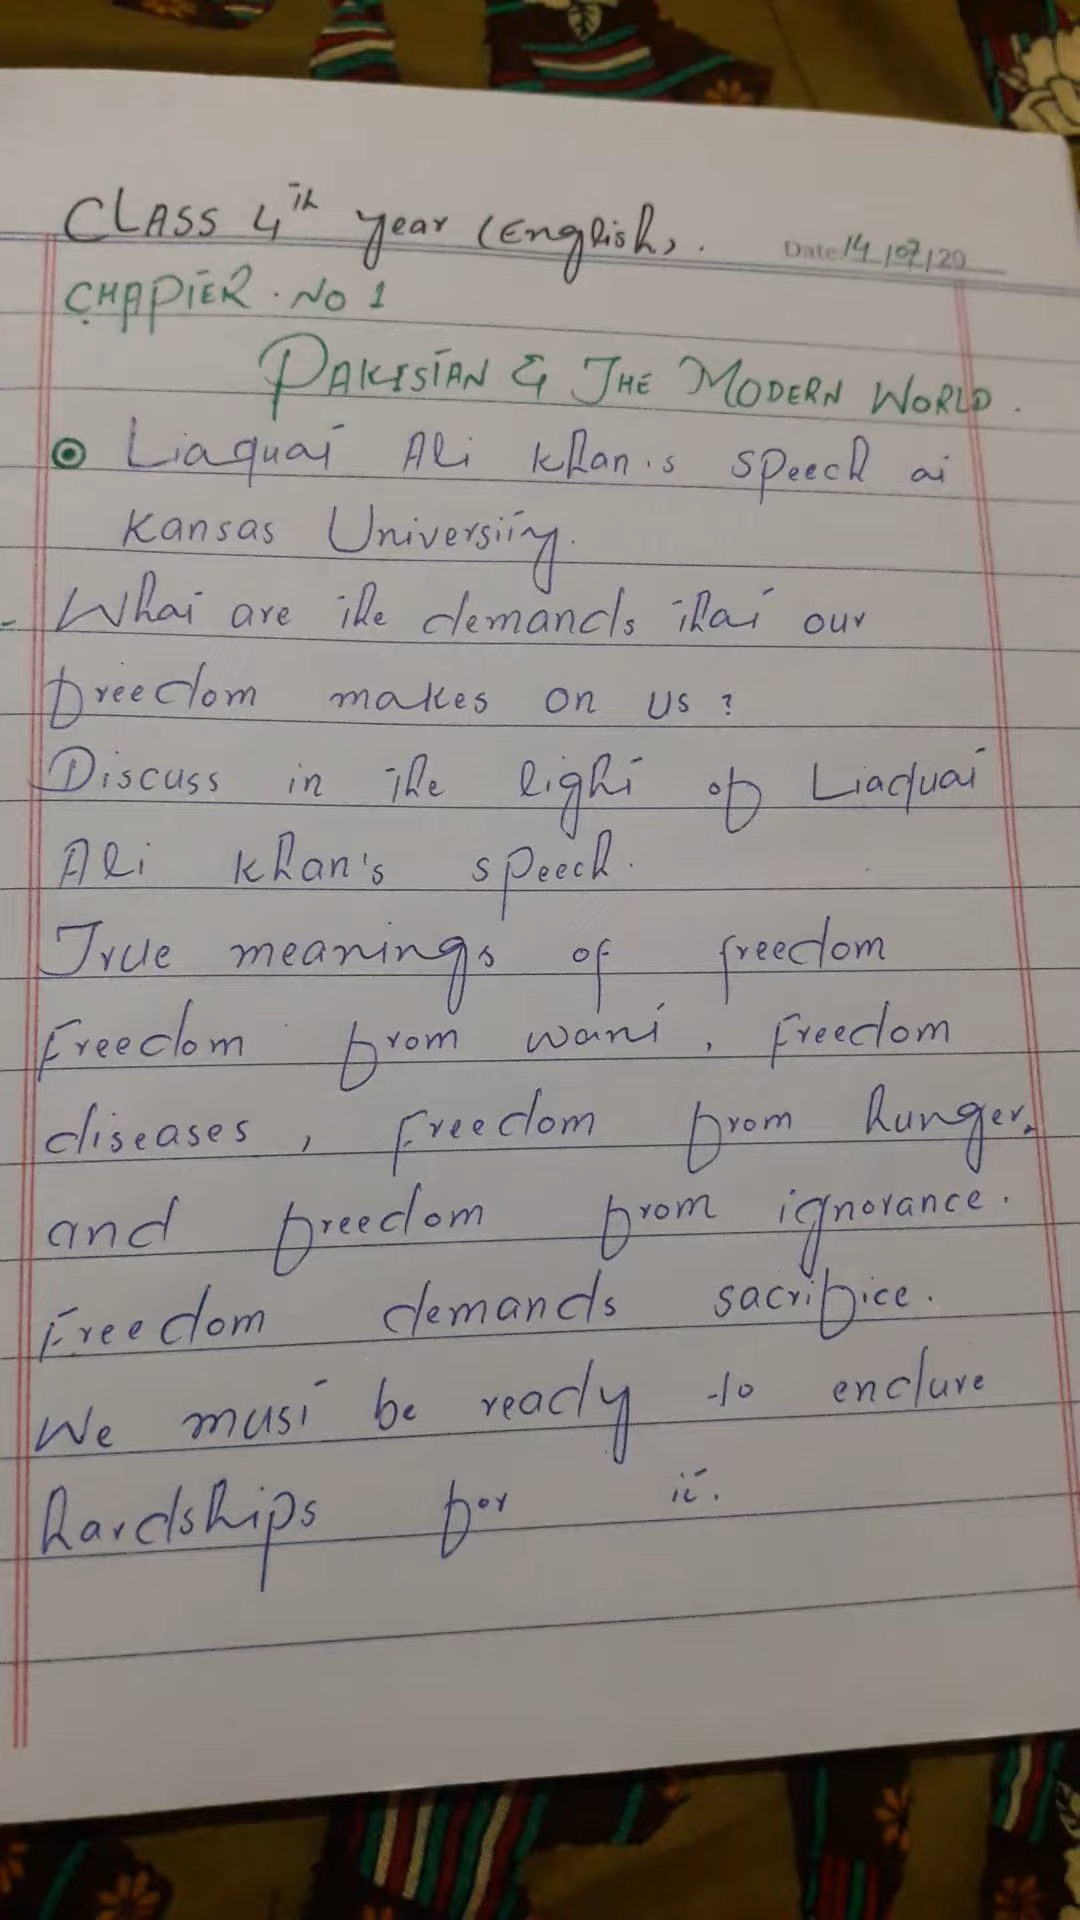 CLASS 4th year (English).
Date 14/07/20
CHAPTER. No 1
PAKISTAN & THE MODERN WORLD.
Liaquat Ali Khan's speech at
Kansas University.
- What are the demands that our
freedom makes on us?
Discuss in the light of Liaquat
Ali Khan's speech.
True meanings of freedom
Freedom from want, Freedom
diseases, Freedom from hunger,
and freedom from ignorance.
Freedom demands sacrifice.
We must be ready to endure
hardships for it.